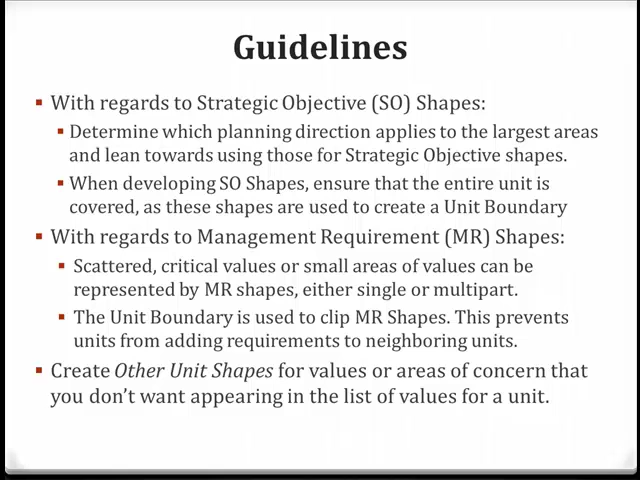 Guidelines
▪ With regards to Strategic Objective (SO) Shapes:
▪ Determine which planning direction applies to the largest areas
and lean towards using those for Strategic Objective shapes.
▪ When developing SO Shapes, ensure that the entire unit is
covered, as these shapes are used to create a Unit Boundary
▪ With regards to Management Requirement (MR) Shapes:
▪ Scattered, critical values or small areas of values can be
represented by MR shapes, either single or multipart.
▪ The Unit Boundary is used to clip MR Shapes. This prevents
units from adding requirements to neighboring units.
▪ Create Other Unit Shapes for values or areas of concern that
you don't want appearing in the list of values for a unit.